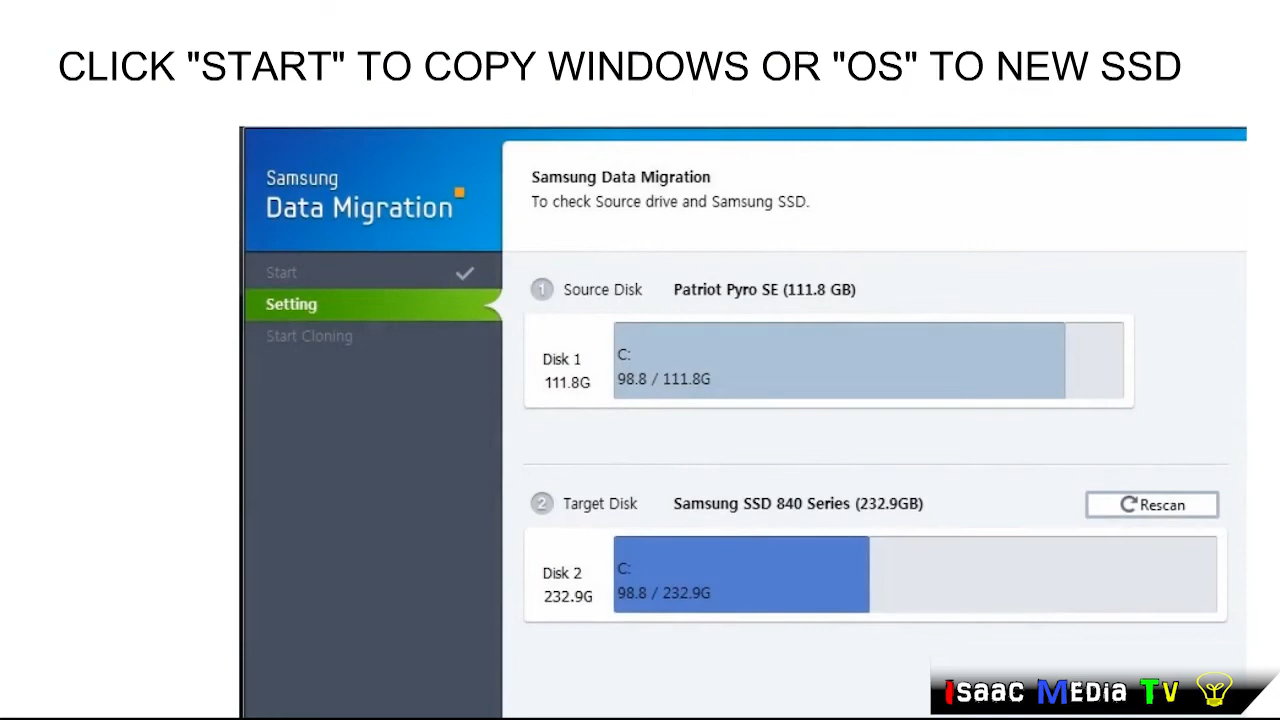 CLICK "START" TO COPY WINDOWS OR "OS" TO NEW SSD
Samsung
Data Migration
Samsung Data Migration
To check Source drive and Samsung SSD.
Start
Setting
Start Cloning
1 Source Disk Patriot Pyro SE (111.8 GB)
Disk 1
111.8G
C:
98.8 / 111.8G
2 Target Disk Samsung SSD 840 Series (232.9GB)
Rescan
Disk 2
232.9G
C:
98.8 / 232.9G
Isaac Media Tv